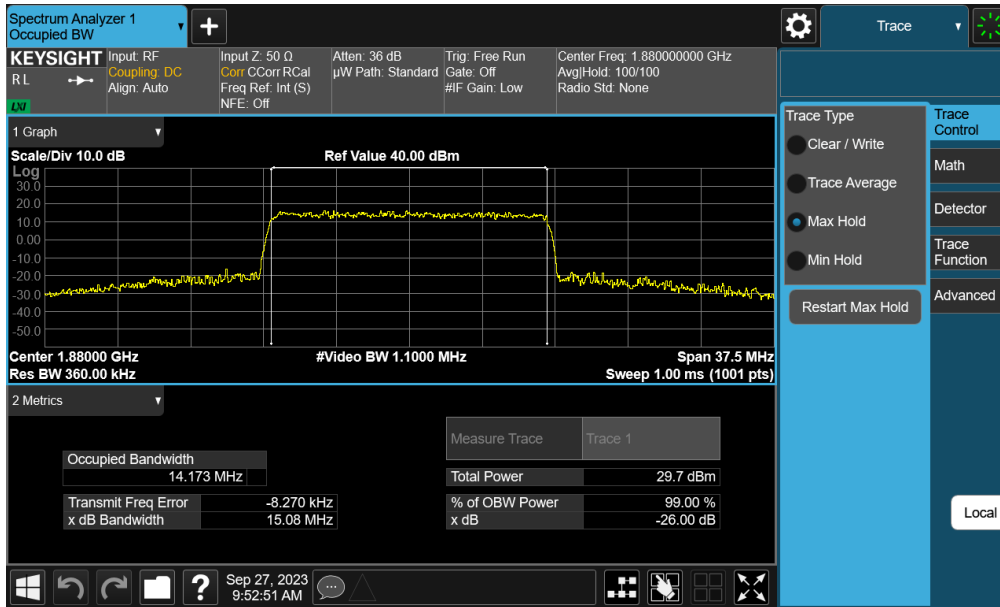 Spectrum Analyzer 1
Occupied BW
Trace
KEYSIGHT
R L
LXI
Input: RF
Coupling: DC
Align: Auto
Input Z: 50 Ω
Corr CCorr RCal
Freq Ref: Int (S)
NFE: Off
Atten: 36 dB
µW Path: Standard
Trig: Free Run
Gate: Off
#IF Gain: Low
Center Freq: 1.880000000 GHz
Avg|Hold: 100/100
Radio Std: None
1 Graph
Scale/Div 10.0 dB
Ref Value 40.00 dBm
Log
30.0
20.0
10.0
0.00
-10.0
-20.0
-30.0
-40.0
-50.0
Center 1.88000 GHz
#Video BW 1.1000 MHz
Span 37.5 MHz
Res BW 360.00 kHz
Sweep 1.00 ms (1001 pts)
2 Metrics
Measure Trace
Trace 1
Occupied Bandwidth
14.173 MHz
Total Power
29.7 dBm
Transmit Freq Error
-8.270 kHz
% of OBW Power
99.00 %
x dB Bandwidth
15.08 MHz
x dB
-26.00 dB
Trace Type
Clear / Write
Trace Average
Max Hold
Min Hold
Restart Max Hold
Trace
Control
Math
Detector
Trace
Function
Advanced
Local
?
Sep 27, 2023
9:52:51 AM